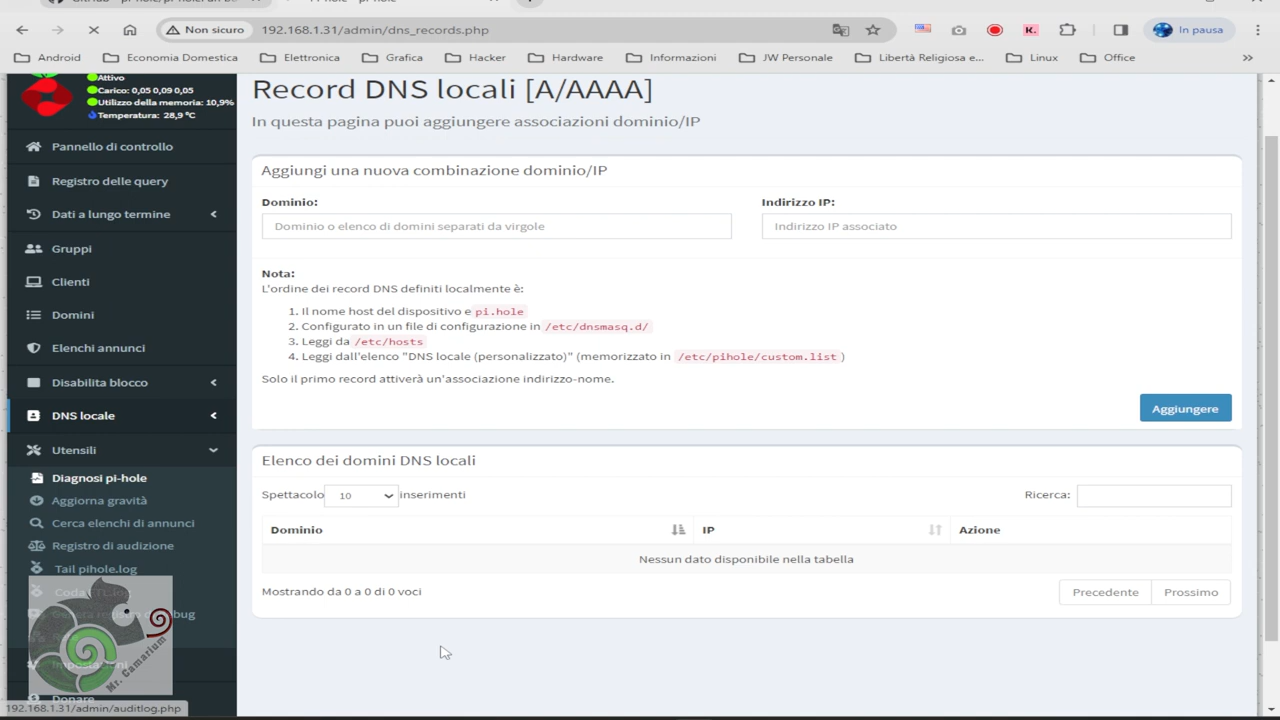 Non sicuro 192.168.1.31/admin/dns_records.php K. In pausa
Android Economia Domestica Elettronica Grafica Hacker Hardware Informazioni JW Personale Libertà Religiosa e... Linux Office »
Attivo
Carico: 0,05 0,09 0,05
Utilizzo della memoria: 10,9%
Temperatura: 28,9 °C
Pannello di controllo
Registro delle query
Dati a lungo termine
Gruppi
Clienti
Domini
Elenchi annunci
Disabilita blocco
DNS locale
Utensili
Diagnosi pi-hole
Aggiorna gravità
Cerca elenchi di annunci
Registro di audizione
Tail pihole.log
Impostazioni
Donare
Mr. Camarium
192.168.1.31/admin/auditlog.php
Record DNS locali [A/AAAA]
In questa pagina puoi aggiungere associazioni dominio/IP
Aggiungi una nuova combinazione dominio/IP
Dominio: Indirizzo IP:
Dominio o elenco di domini separati da virgole Indirizzo IP associato
Nota:
L'ordine dei record DNS definiti localmente è:
1. Il nome host del dispositivo e pi.hole
2. Configurato in un file di configurazione in /etc/dnsmasq.d/
3. Leggi da /etc/hosts
4. Leggi dall'elenco "DNS locale (personalizzato)" (memorizzato in /etc/pihole/custom.list )
Solo il primo record attiverà un'associazione indirizzo-nome.
Aggiungere
Elenco dei domini DNS locali
Spettacolo 10 inserimenti Ricerca:
Dominio IP Azione
Nessun dato disponibile nella tabella
Mostrando da 0 a 0 di 0 voci Precedente Prossimo